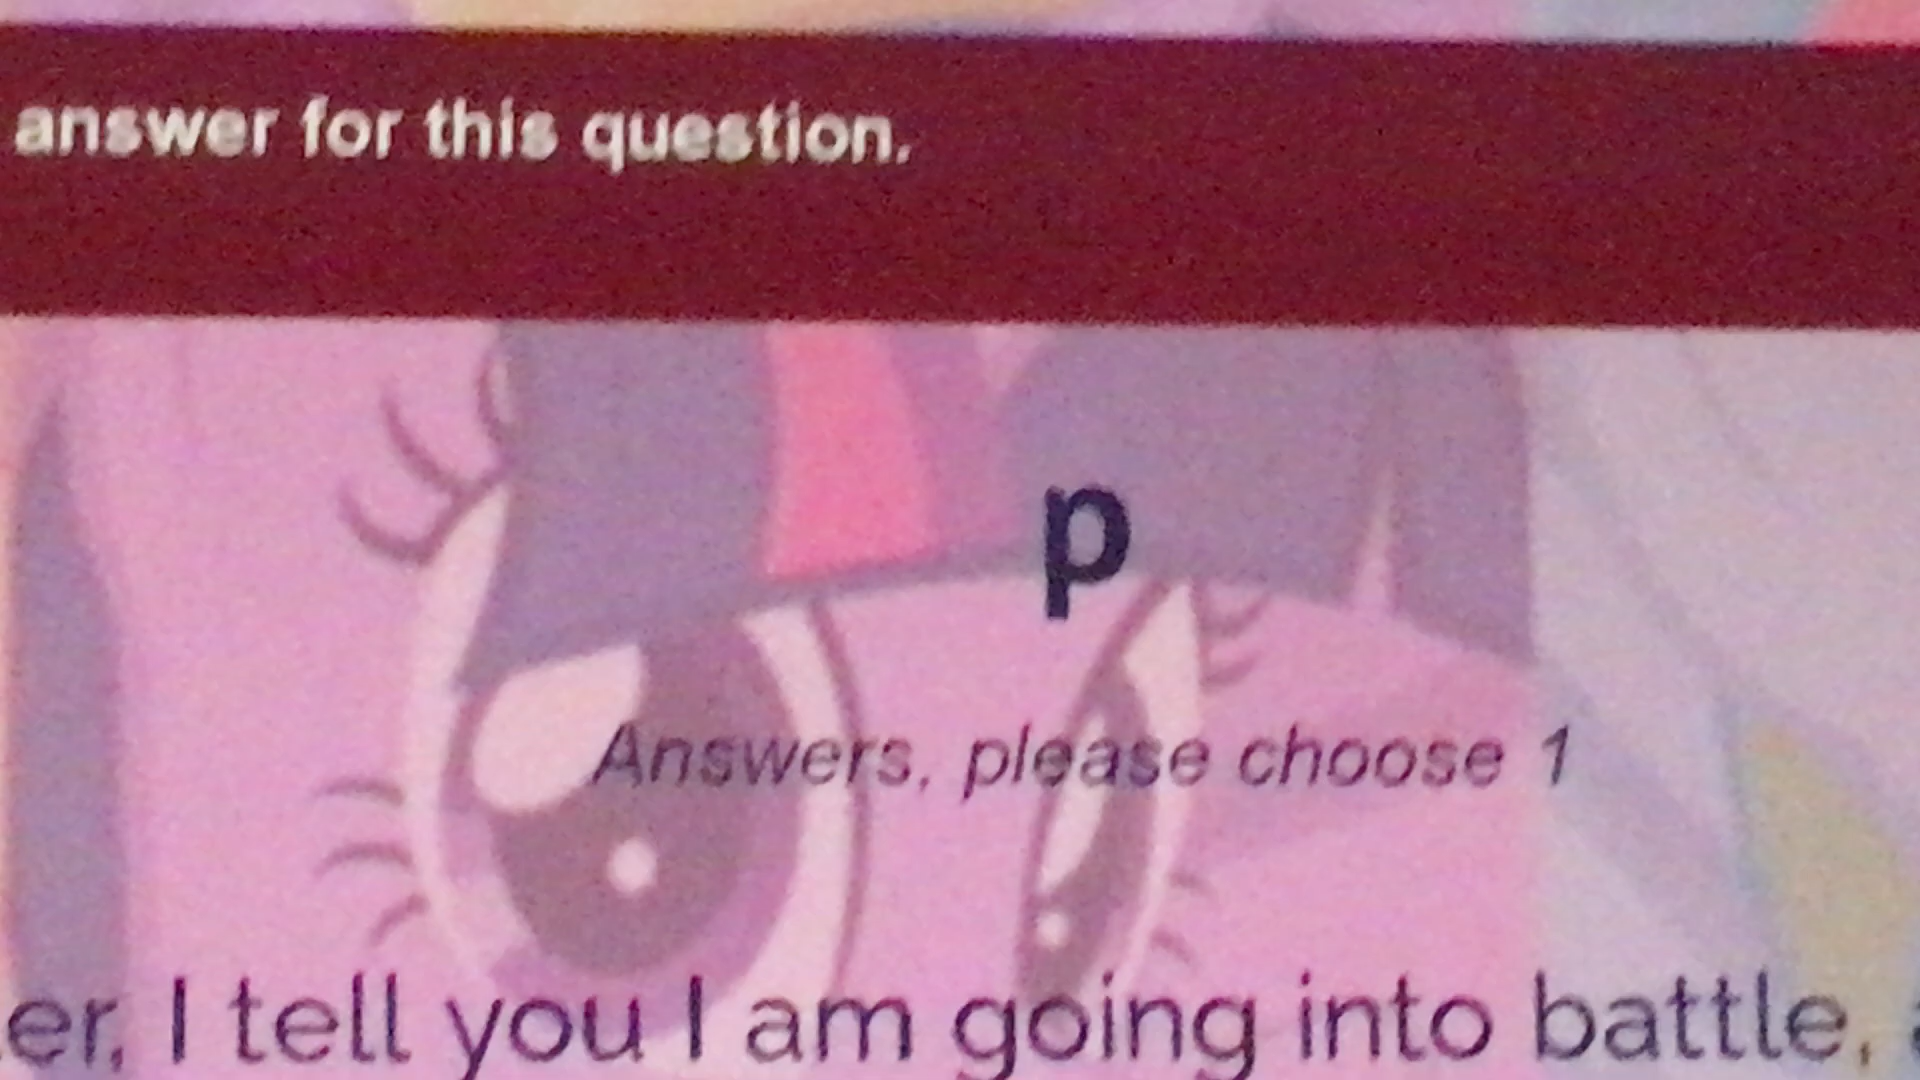 answer for this question.
p
Answers, please choose 1
er, I tell you I am going into battle,